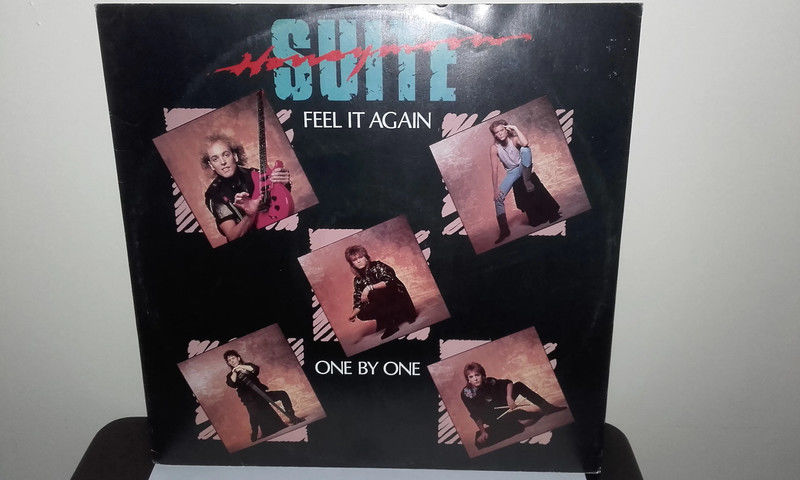 Honeymoon
SUITE
FEEL IT AGAIN
ONE BY ONE